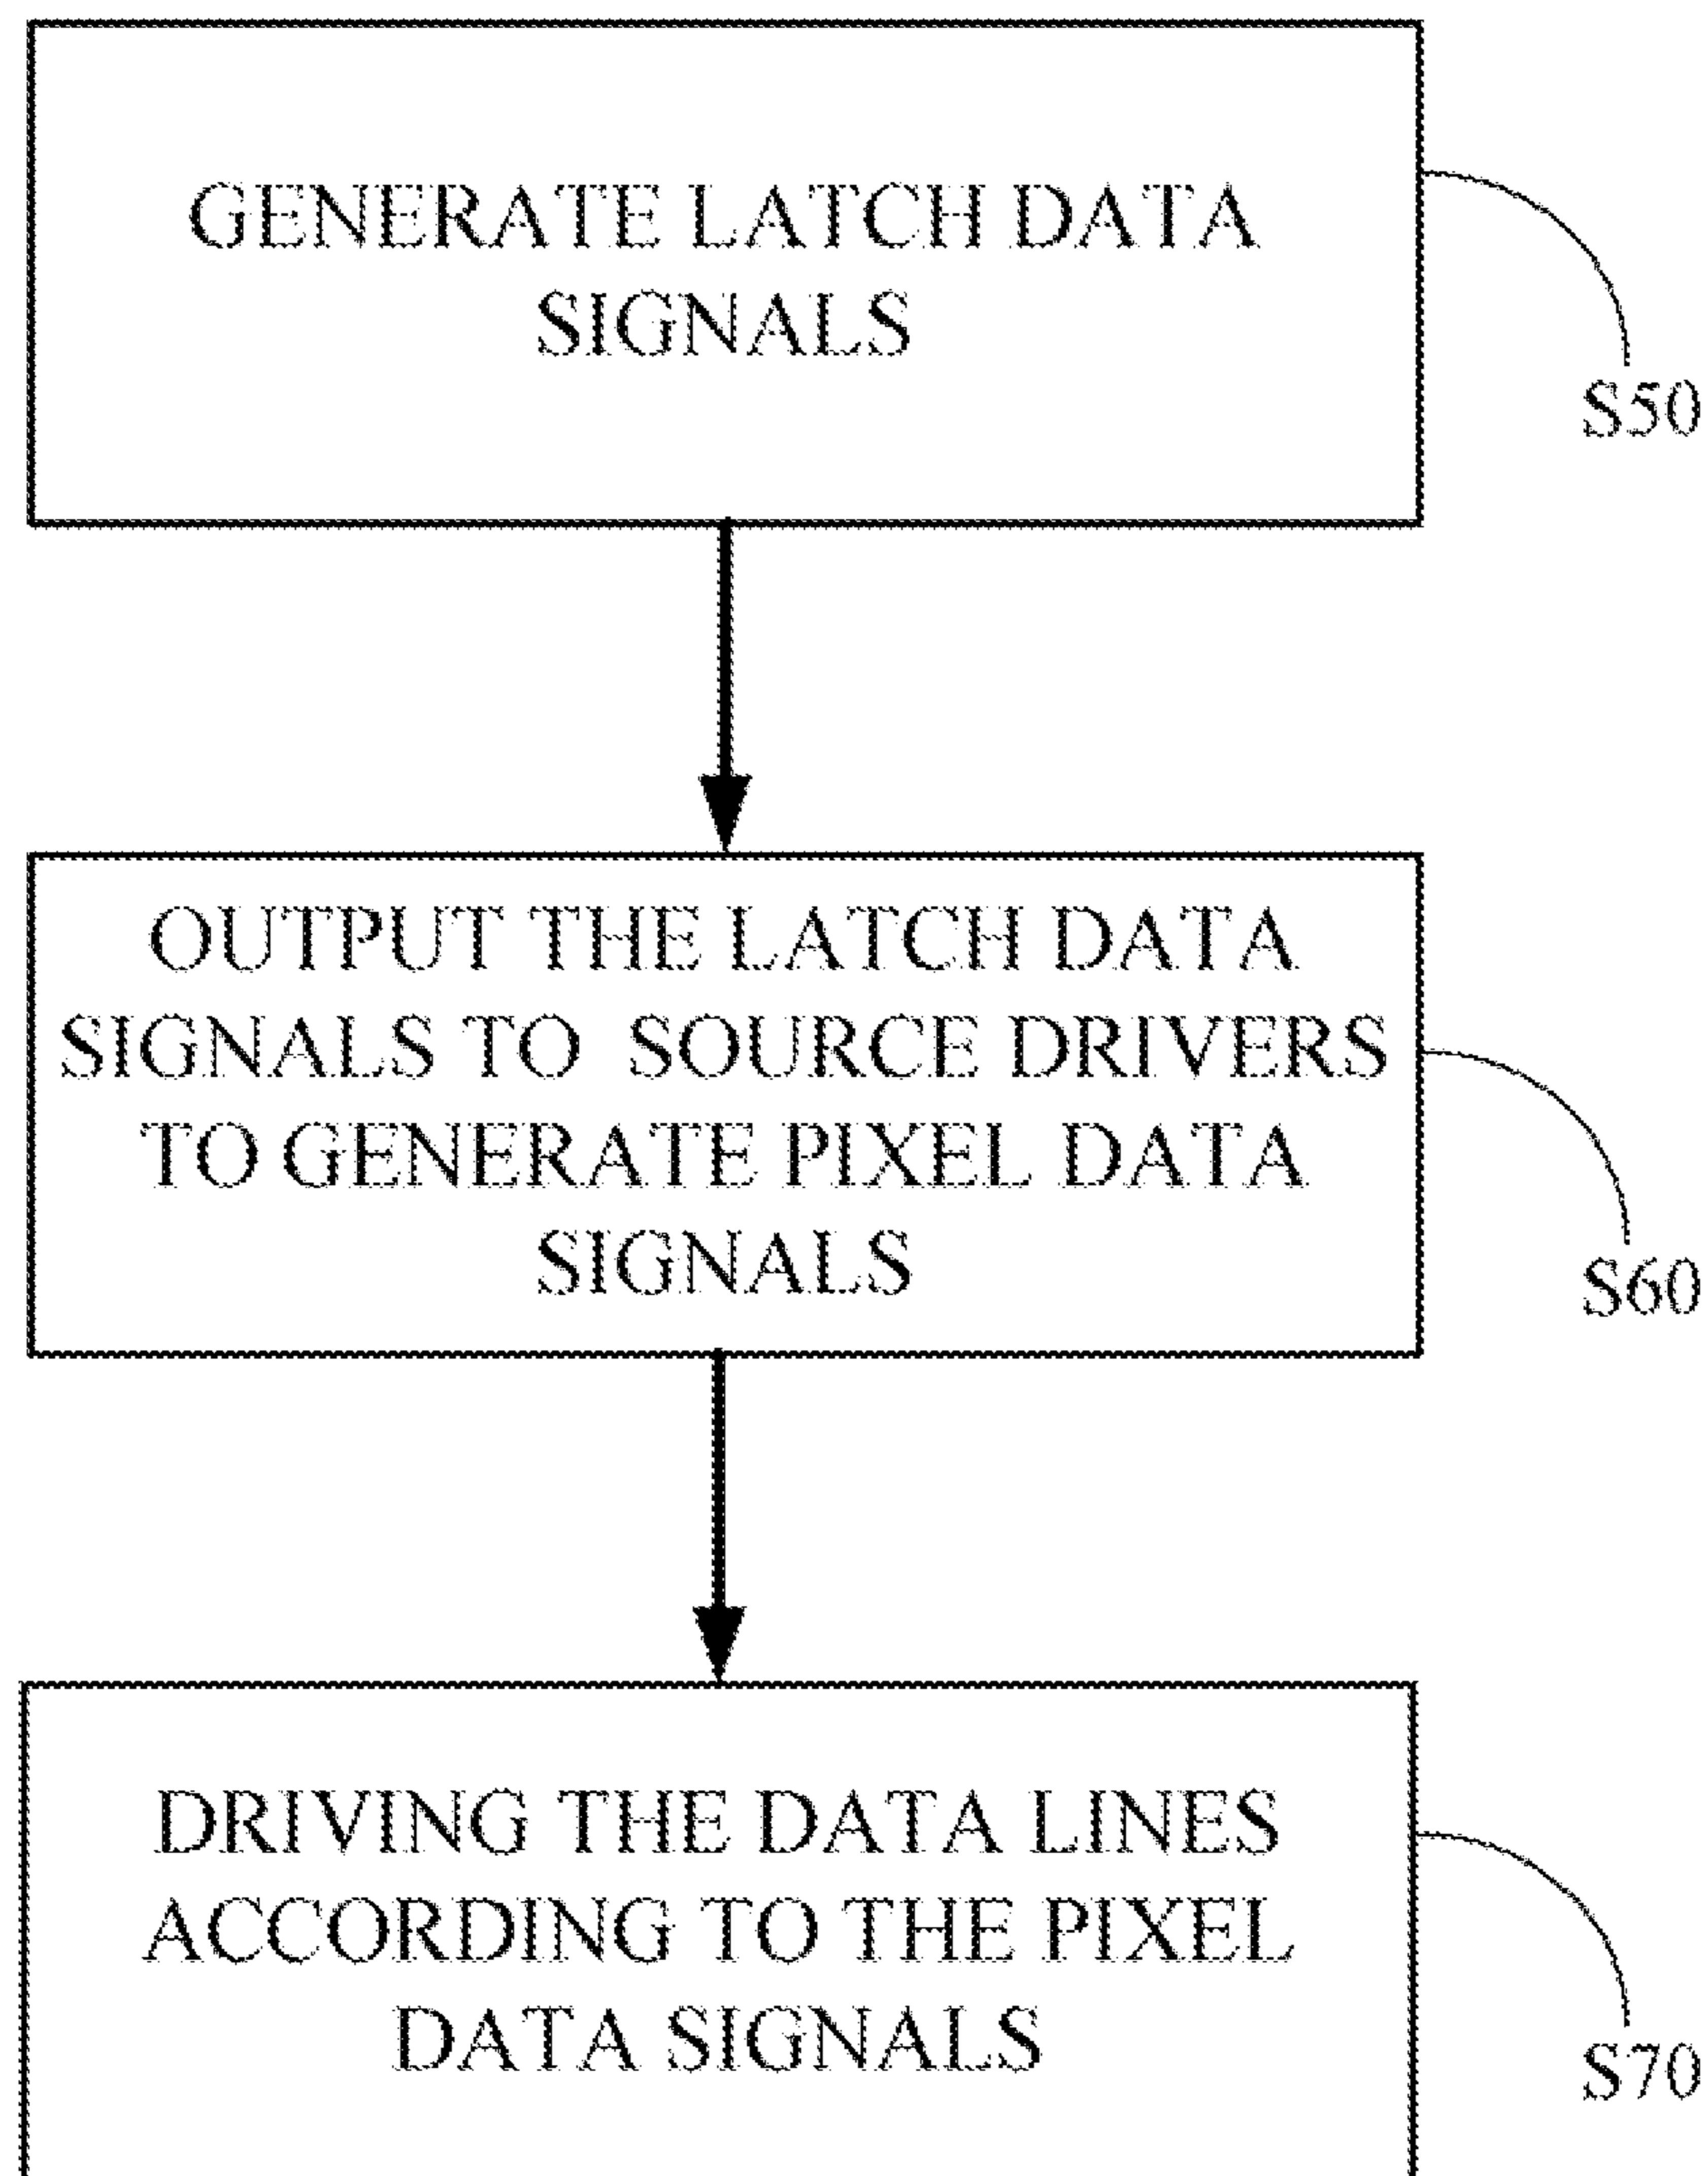 GENERATE LATCH DATA
SIGNALS
S50
OUTPUT THE LATCH DATA
SIGNALS TO SOURCE DRIVERS
TO GENERATE PIXEL DATA
SIGNALS
S60
DRIVING THE DATA LINES
ACCORDING TO THE PIXEL
DATA SIGNALS
S70